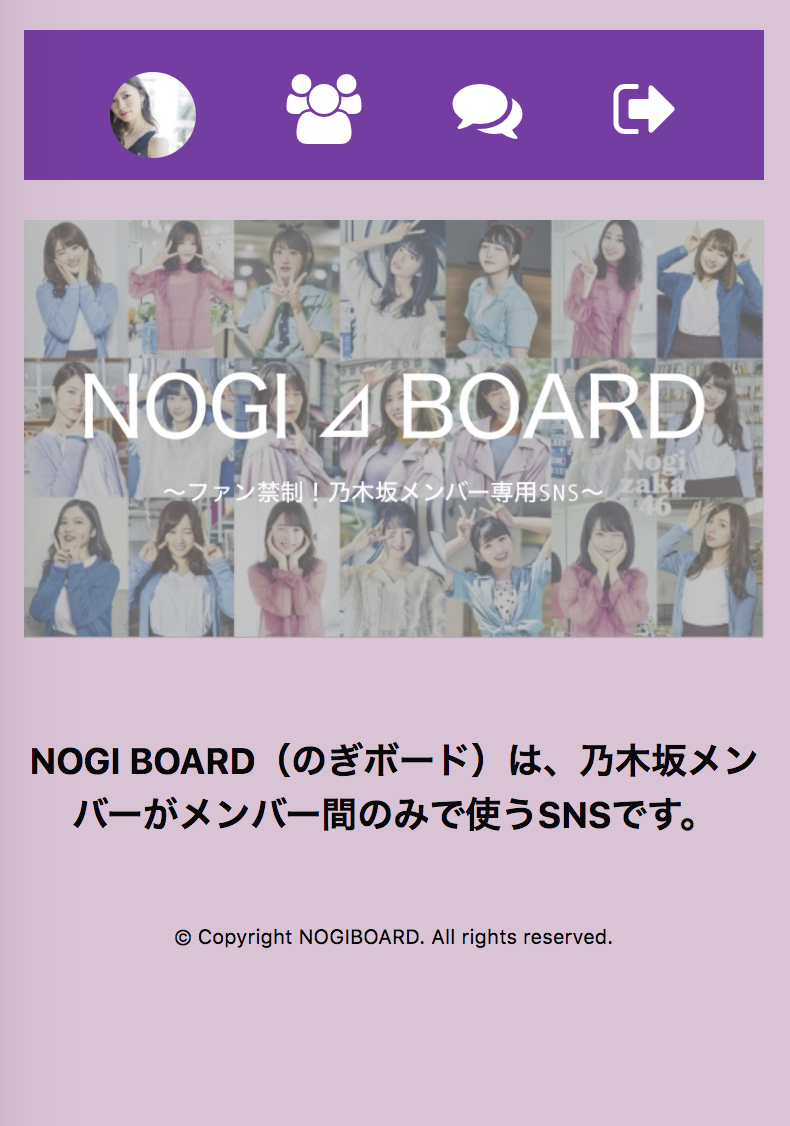 NOGI⊿BOARD
～ファン禁制！乃木坂メンバー専用SNS～
Nogi
zaka
46
NOGI BOARD（のぎボード）は、乃木坂メン
バーがメンバー間のみで使うSNSです。
© Copyright NOGIBOARD. All rights reserved.